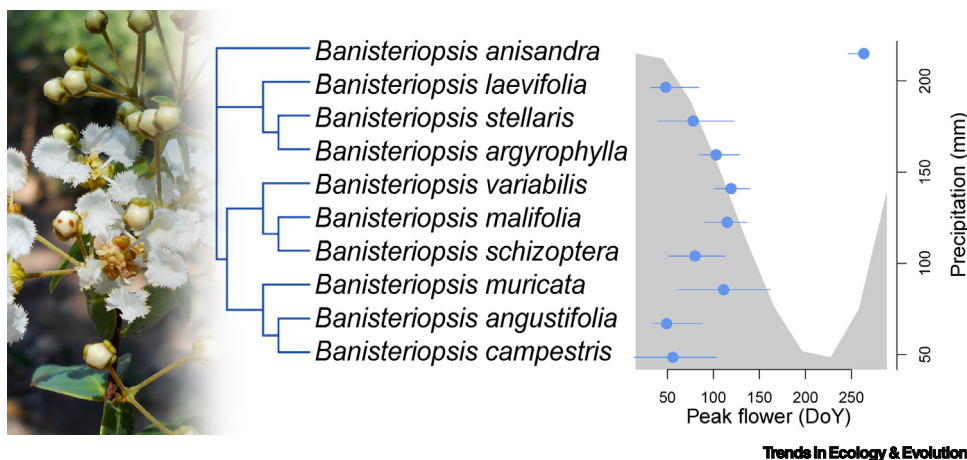 Banisteriopsis anisandra
Banisteriopsis laevifolia
Banisteriopsis stellaris
Banisteriopsis argyrophylla
Banisteriopsis variabilis
Banisteriopsis malifolia
Banisteriopsis schizoptera
Banisteriopsis muricata
Banisteriopsis angustifolia
Banisteriopsis campestris
50 100 150 200 250
Peak flower (DoY)
200
150
100
50
Precipitation (mm)
Trends in Ecology & Evolution